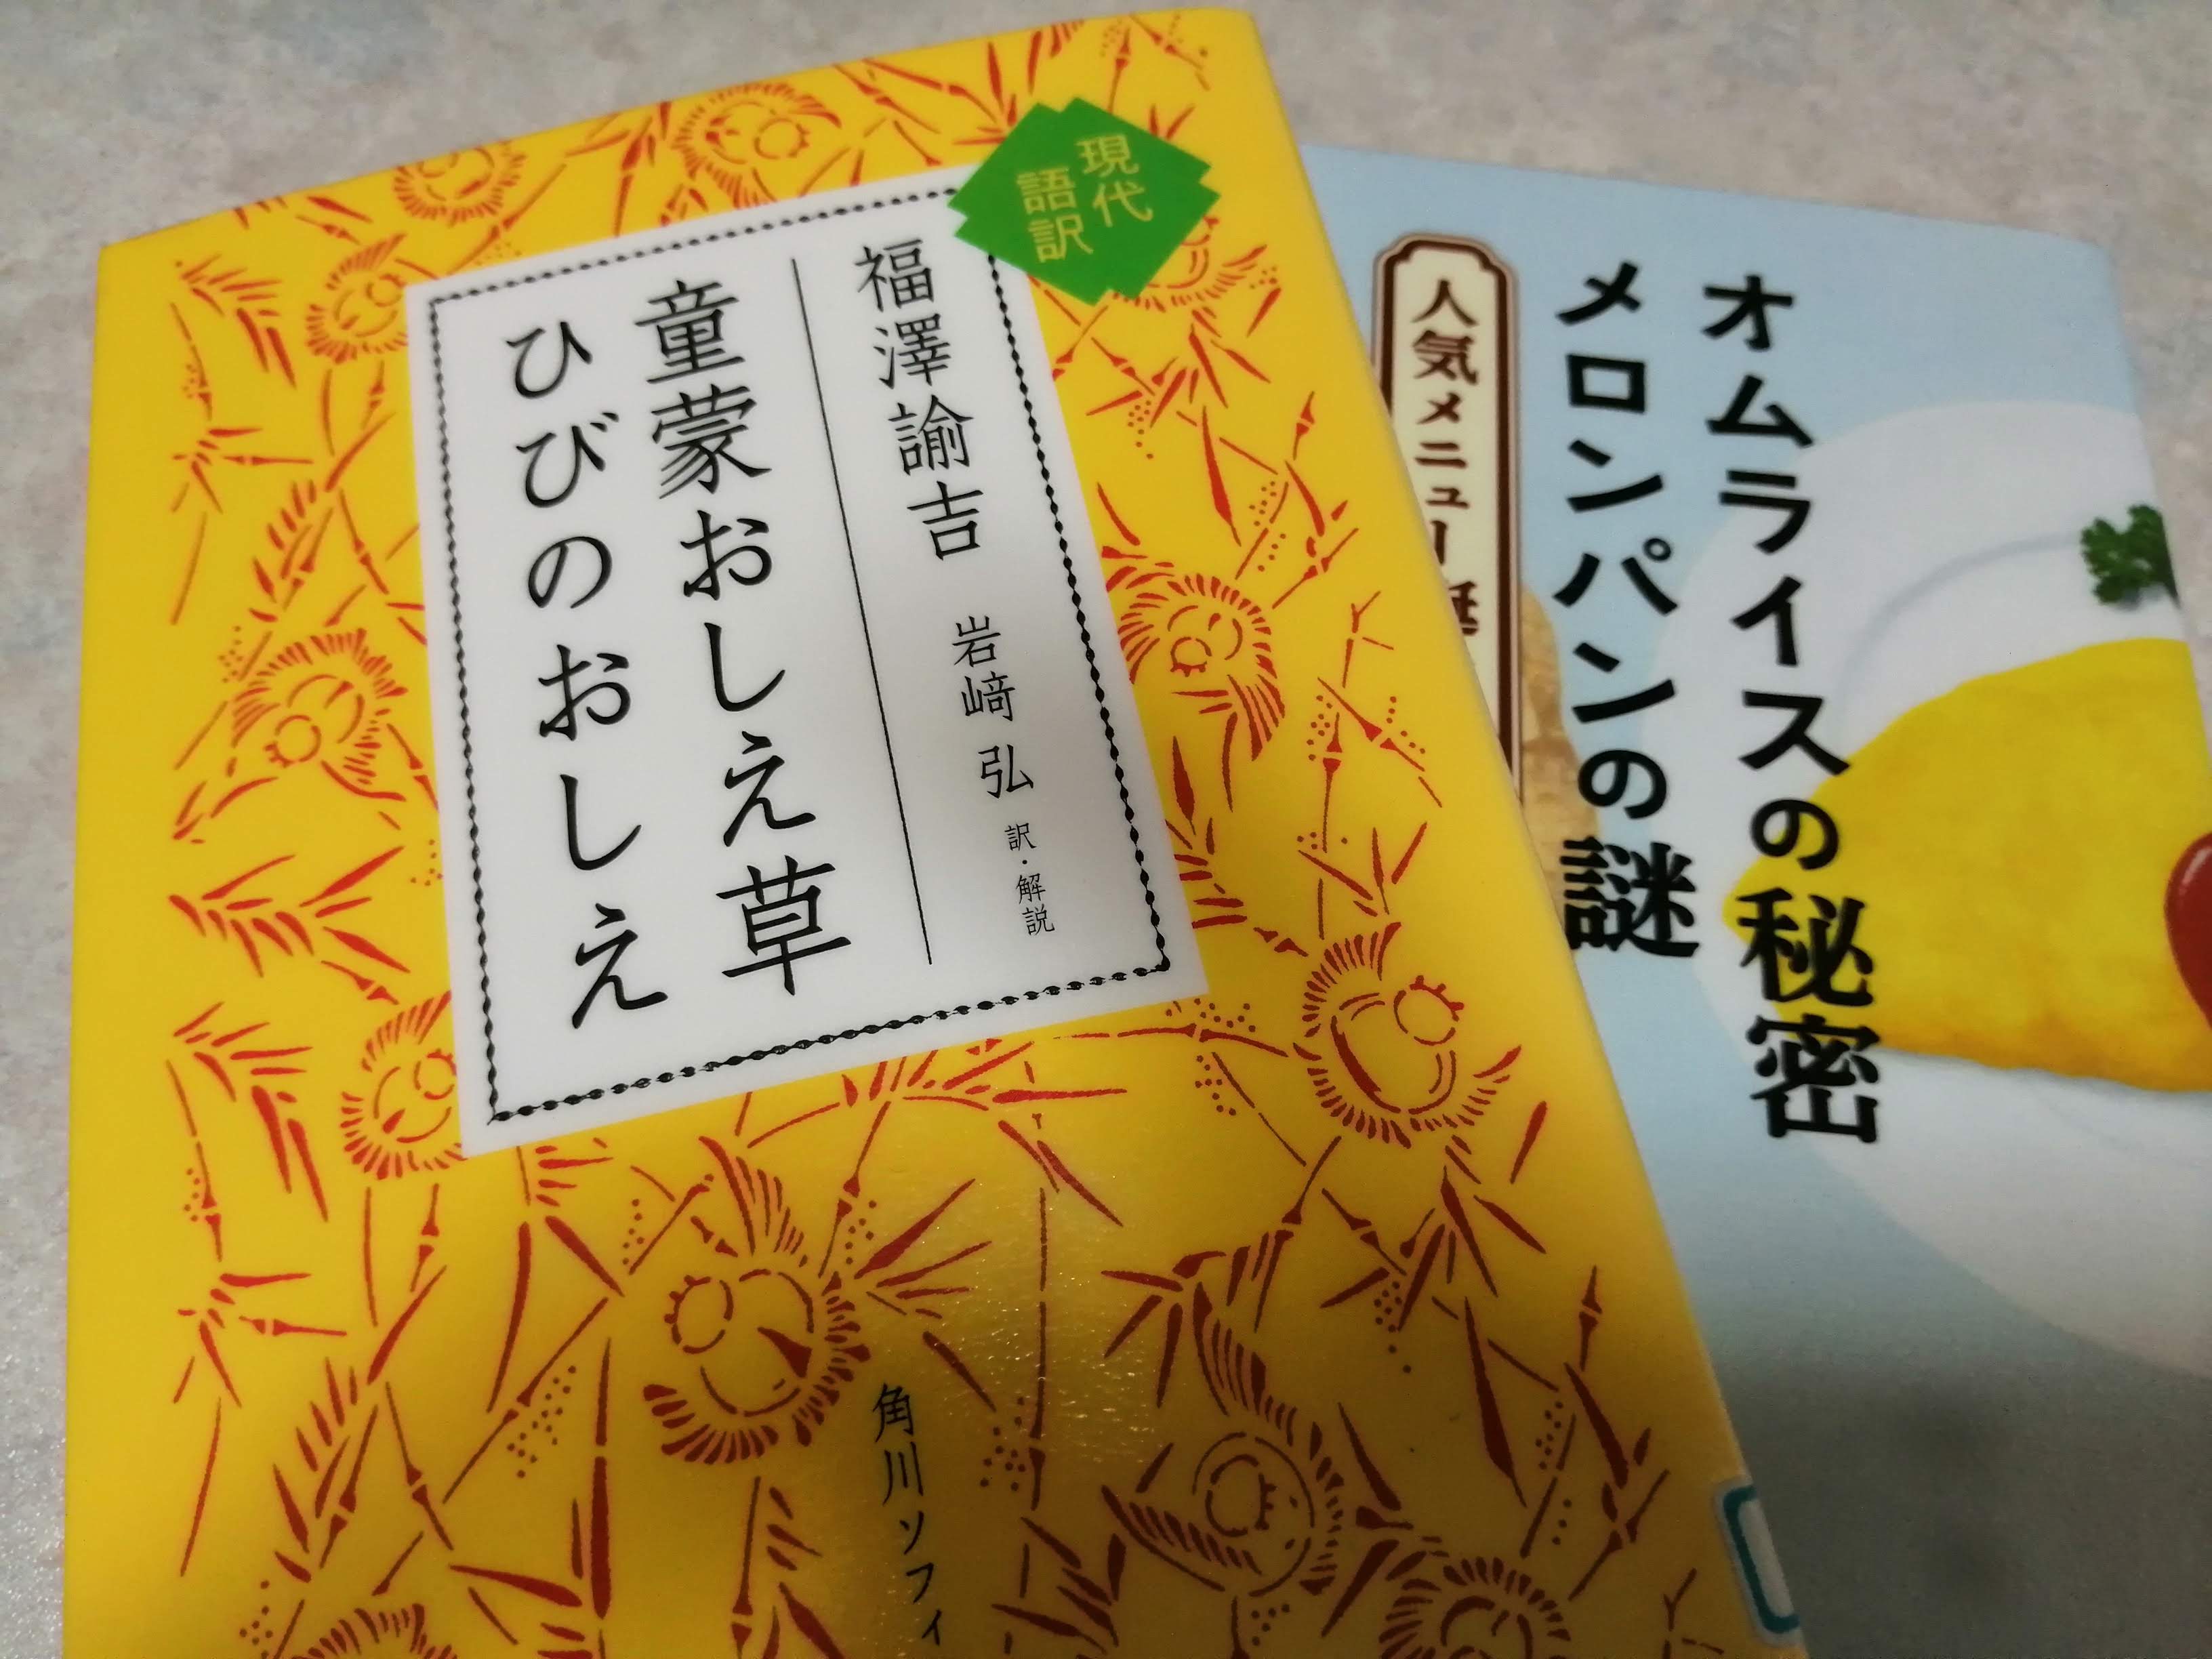 現代
語訳
福澤諭吉 岩﨑弘 訳・解説
童蒙おしえ草
ひびのおしえ
角川ソフィ
オムライスの秘密
メロンパンの謎
人気メニュー誕